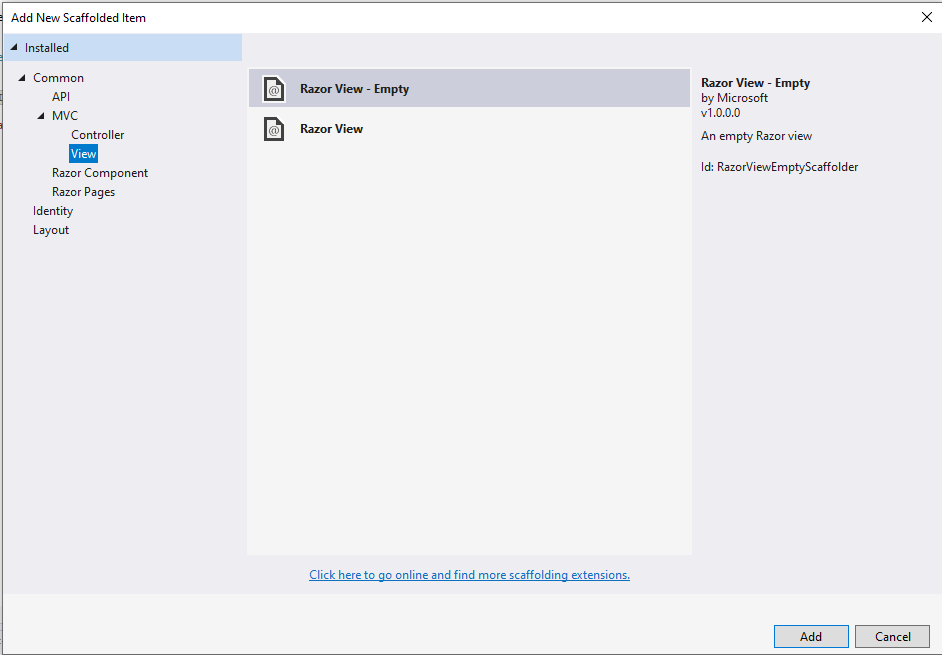 Add New Scaffolded Item
Installed
Common
API
MVC
Controller
View
Razor Component
Razor Pages
Identity
Layout
Razor View - Empty
Razor View
Razor View - Empty
by Microsoft
v1.0.0.0
An empty Razor view
Id: RazorViewEmptyScaffolder
Click here to go online and find more scaffolding extensions.
Add
Cancel